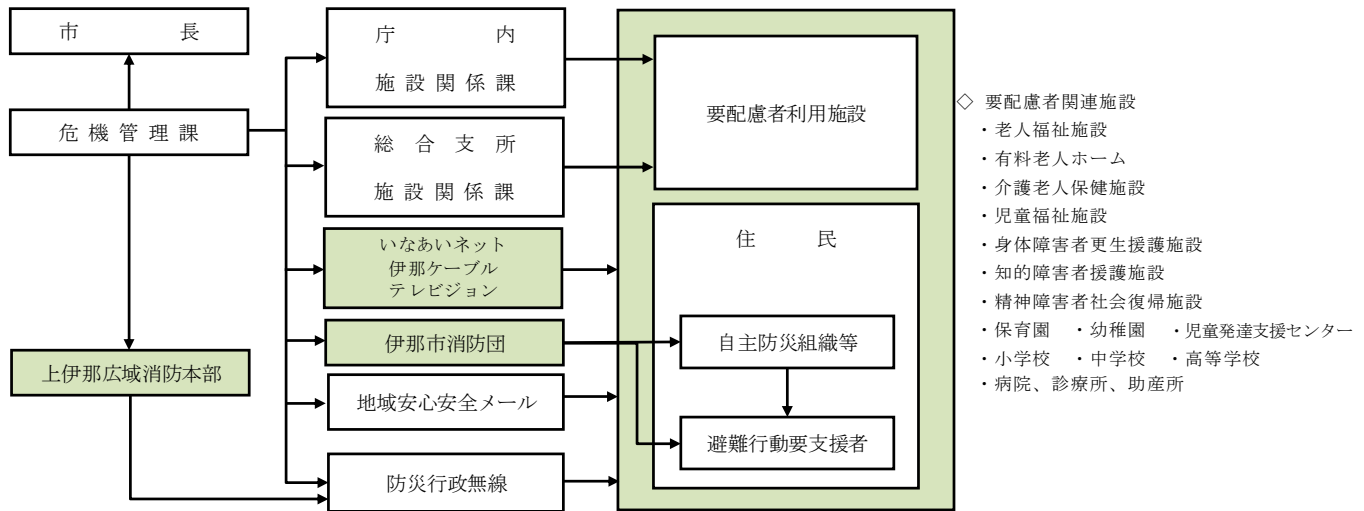 市長
危機管理課
上伊那広域消防本部
庁内
施設関係課
総合支所
施設関係課
いなあいネット
伊那ケーブル
テレビジョン
伊那市消防団
地域安心安全メール
防災行政無線
要配慮者利用施設
住民
自主防災組織等
避難行動要支援者
◇ 要配慮者関連施設
・老人福祉施設
・有料老人ホーム
・介護老人保健施設
・児童福祉施設
・身体障害者更生援護施設
・知的障害者援護施設
・精神障害者社会復帰施設
・保育園 ・幼稚園 ・児童発達支援センター
・小学校 ・中学校 ・高等学校
・病院、診療所、助産所